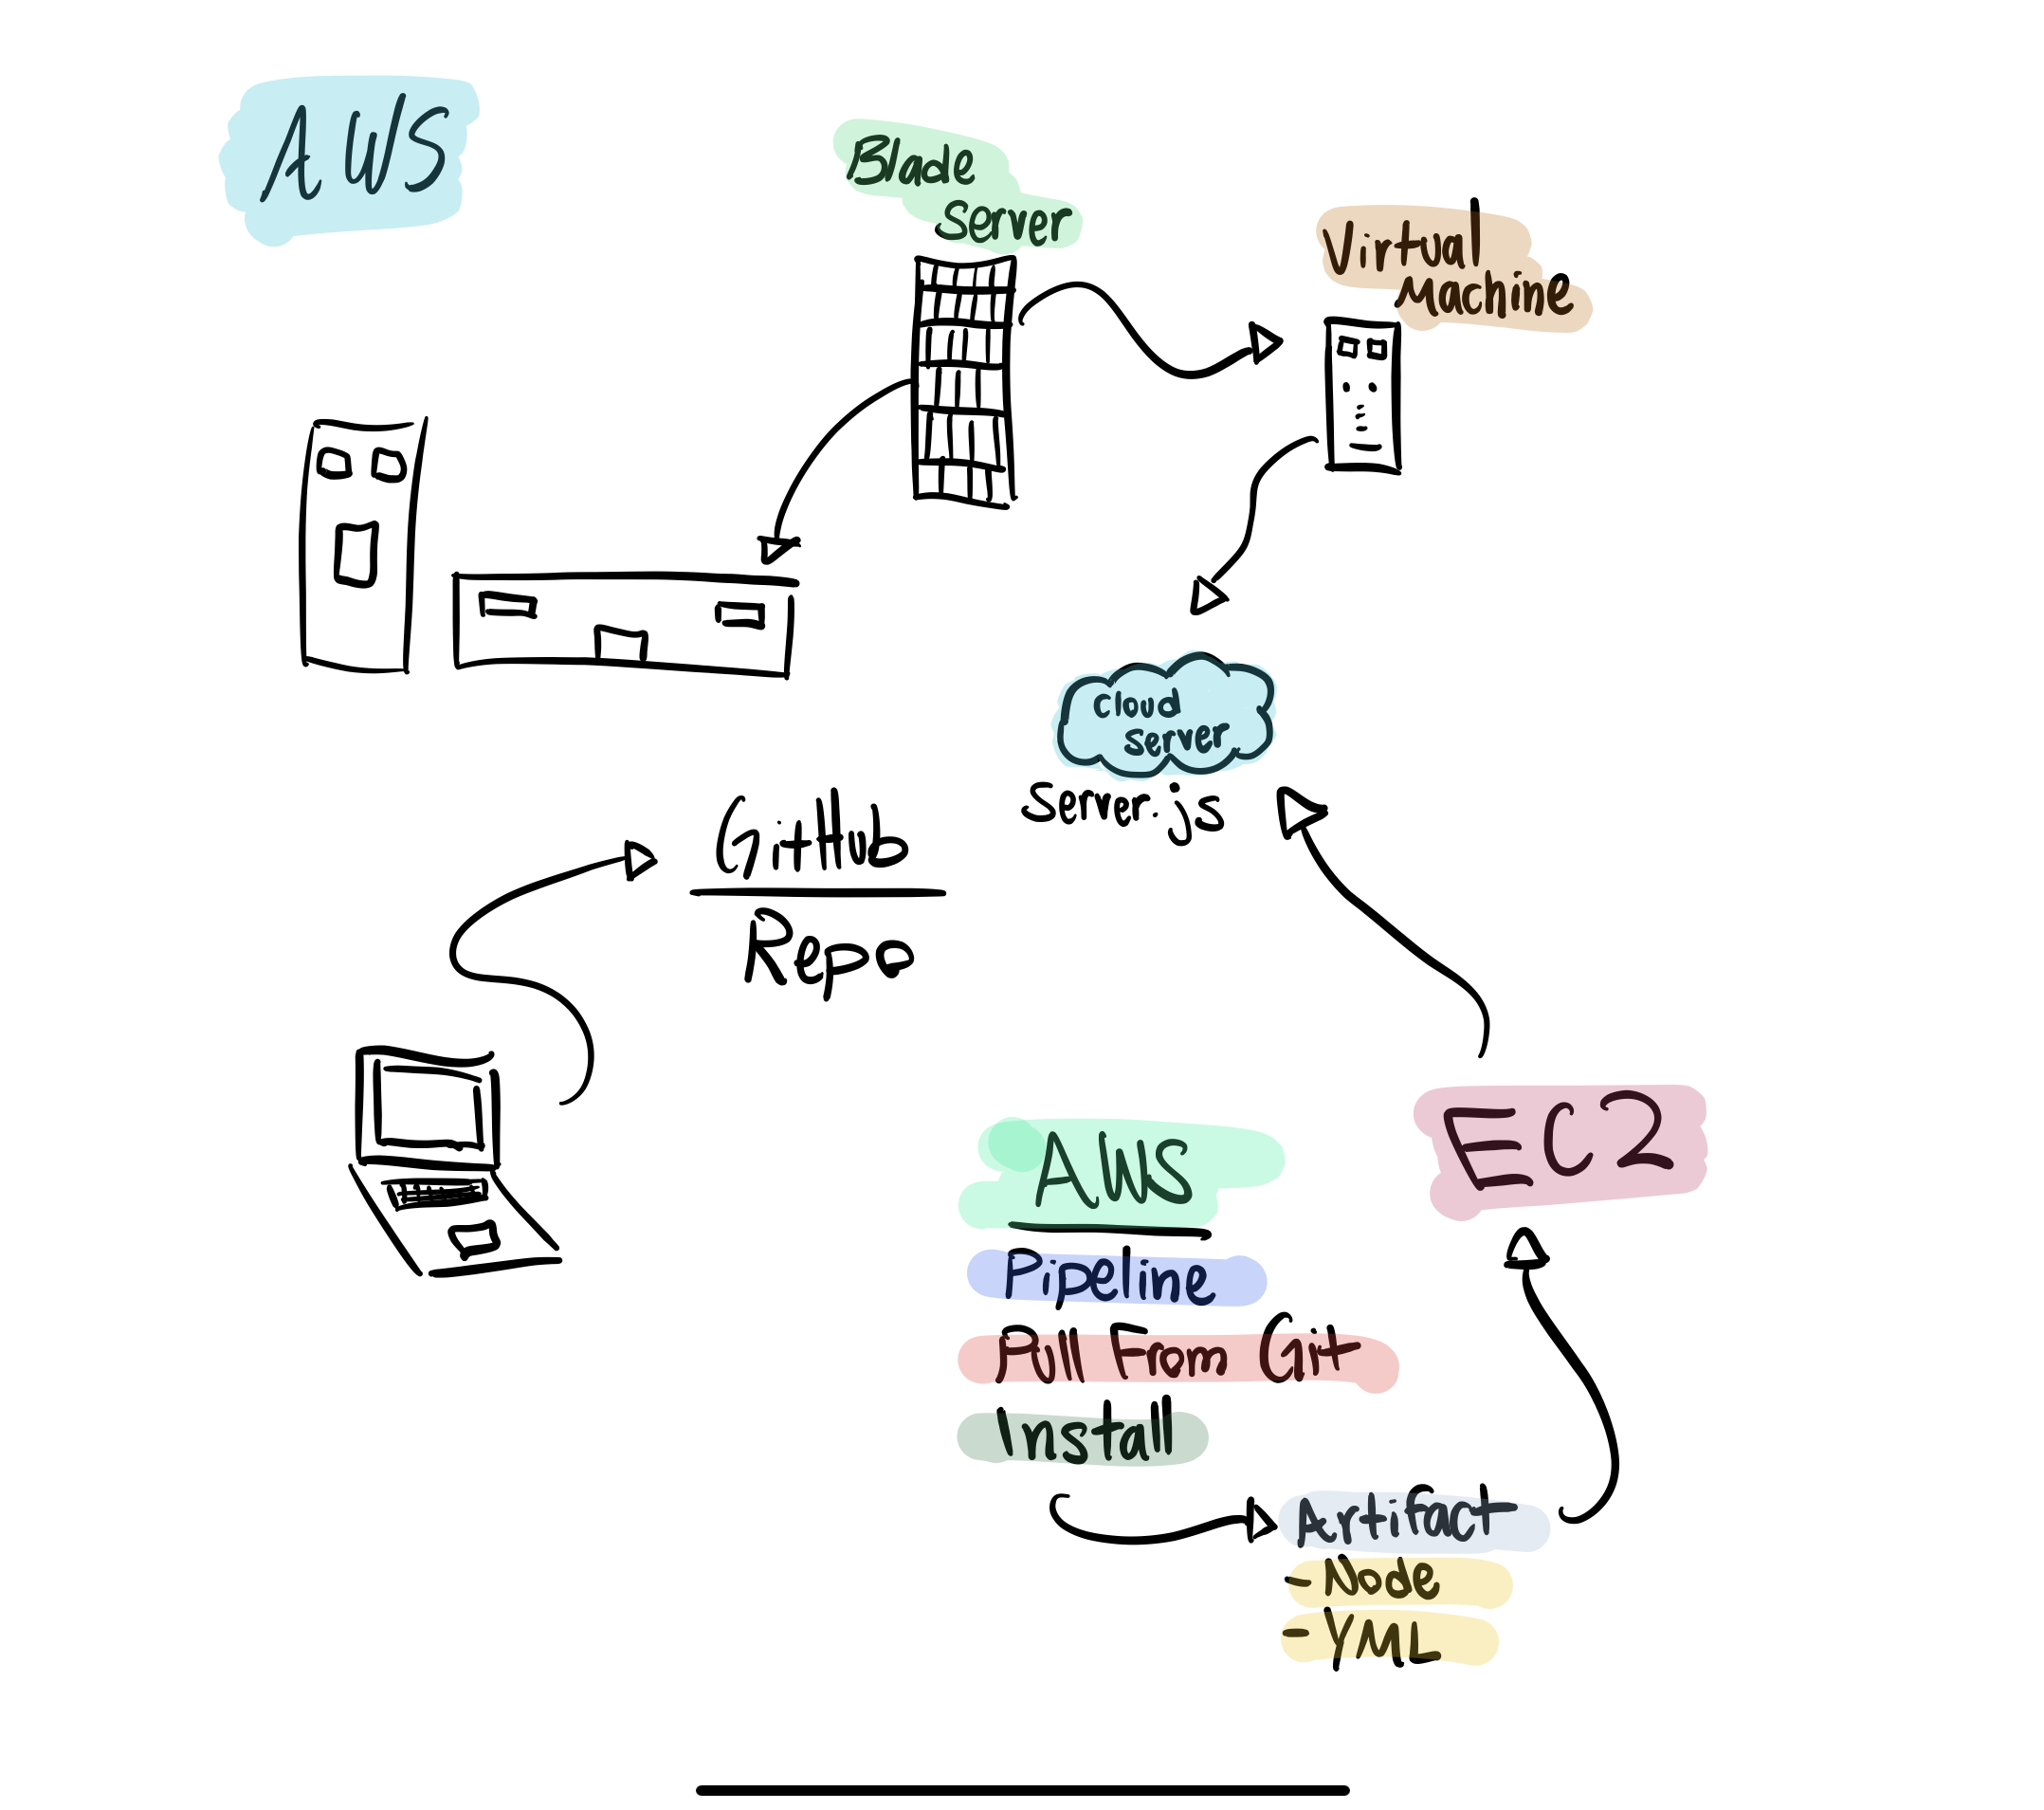 AWS
Blade
Server
Virtual
Machine
cloud
server
Server.js
GitHub
Repo
EC2
AWS
Pipeline
Pull From Git
Install
Artifact
- Node
- YML